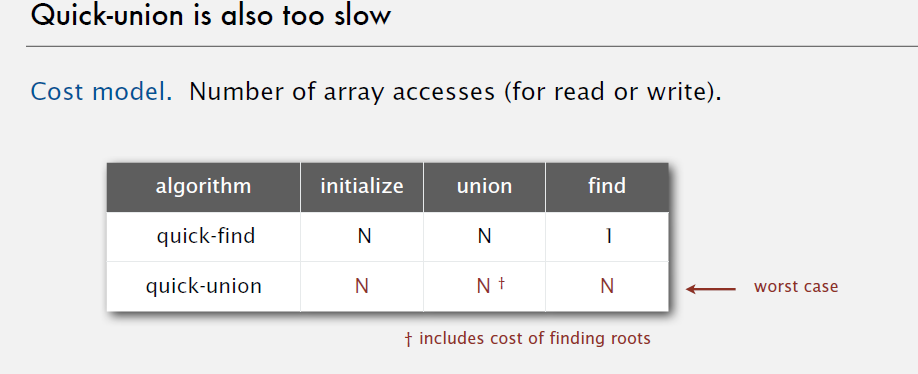 Quick-union is also too slow
Cost model. Number of array accesses (for read or write).
algorithm initialize union find
quick-find N N 1
quick-union N N † N worst case
† includes cost of finding roots